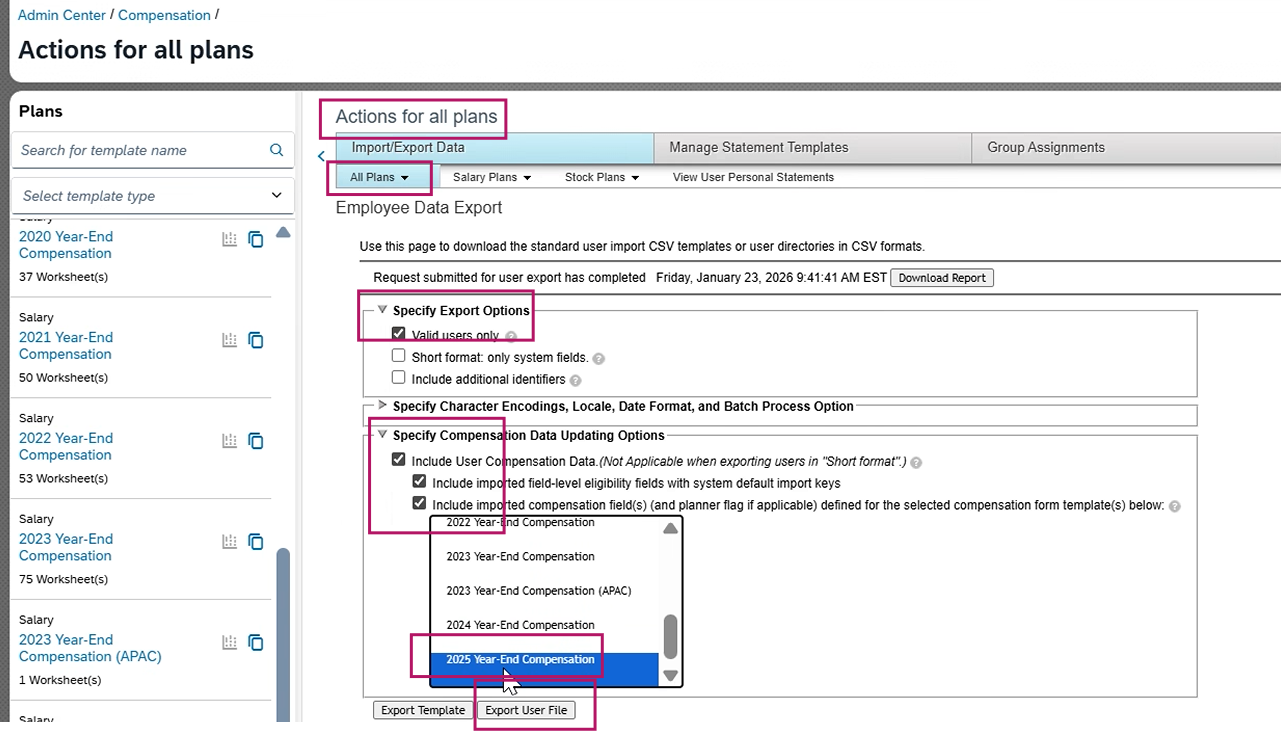 Admin Center / Compensation /
Actions for all plans
Plans
Search for template name
Select template type
Salary
2020 Year-End
Compensation
37 Worksheet(s)
Salary
2021 Year-End
Compensation
50 Worksheet(s)
Salary
2022 Year-End
Compensation
53 Worksheet(s)
Salary
2023 Year-End
Compensation
75 Worksheet(s)
Salary
2023 Year-End
Compensation (APAC)
1 Worksheet(s)
Salary
Actions for all plans
Import/Export Data Manage Statement Templates Group Assignments
All Plans Salary Plans Stock Plans View User Personal Statements
Employee Data Export
Use this page to download the standard user import CSV templates or user directories in CSV formats.
Request submitted for user export has completed Friday, January 23, 2026 9:41:41 AM EST Download Report
Specify Export Options
Valid users only
Short format: only system fields.
Include additional identifiers
Specify Character Encodings, Locale, Date Format, and Batch Process Option
Specify Compensation Data Updating Options
Include User Compensation Data.(Not Applicable when exporting users in "Short format".)
Include imported field-level eligibility fields with system default import keys
Include imported compensation field(s) (and planner flag if applicable) defined for the selected compensation form template(s) below:
2022 Year-End Compensation
2023 Year-End Compensation
2023 Year-End Compensation (APAC)
2024 Year-End Compensation
2025 Year-End Compensation
Export Template Export User File